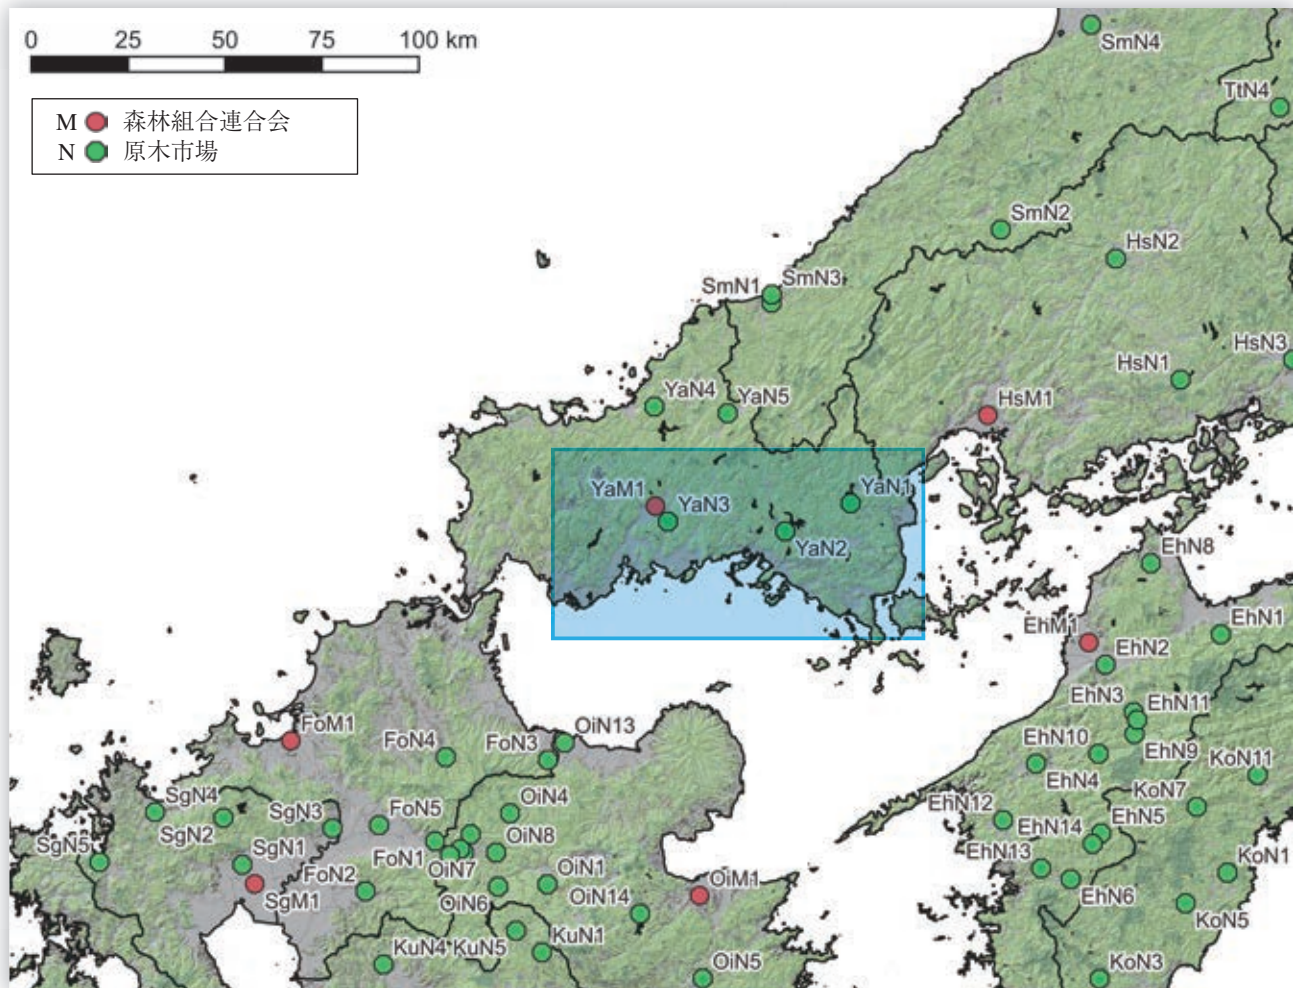 0 25 50 75 100 km
M 森林組合連合会
N 原木市場
SmN4
TtN4
SmN2
HsN2
SmN1 SmN3
HsN3
HsN1
YaN4 YaN5
HsM1
YaM1 YaN3 YaN1
YaN2
EhN8
EhM1 EhN1
EhN2
EhN3 EhN11
FoM1 OiN13
FoN4 FoN3
EhN10 EhN9
EhN4 KoN11
SgN4 SgN3 OiN4
KoN7
EhN12
SgN2 FoN5
EhN14 EhN5
SgN5 SgN1 FoN1 OiN7 OiN8
EhN13 KoN1
SgM1 FoN2 OiN6 OiN1 OiN14 OiM1
EhN6
KoN5
KuN4 KuN5 KuN1
OiN5 KoN3